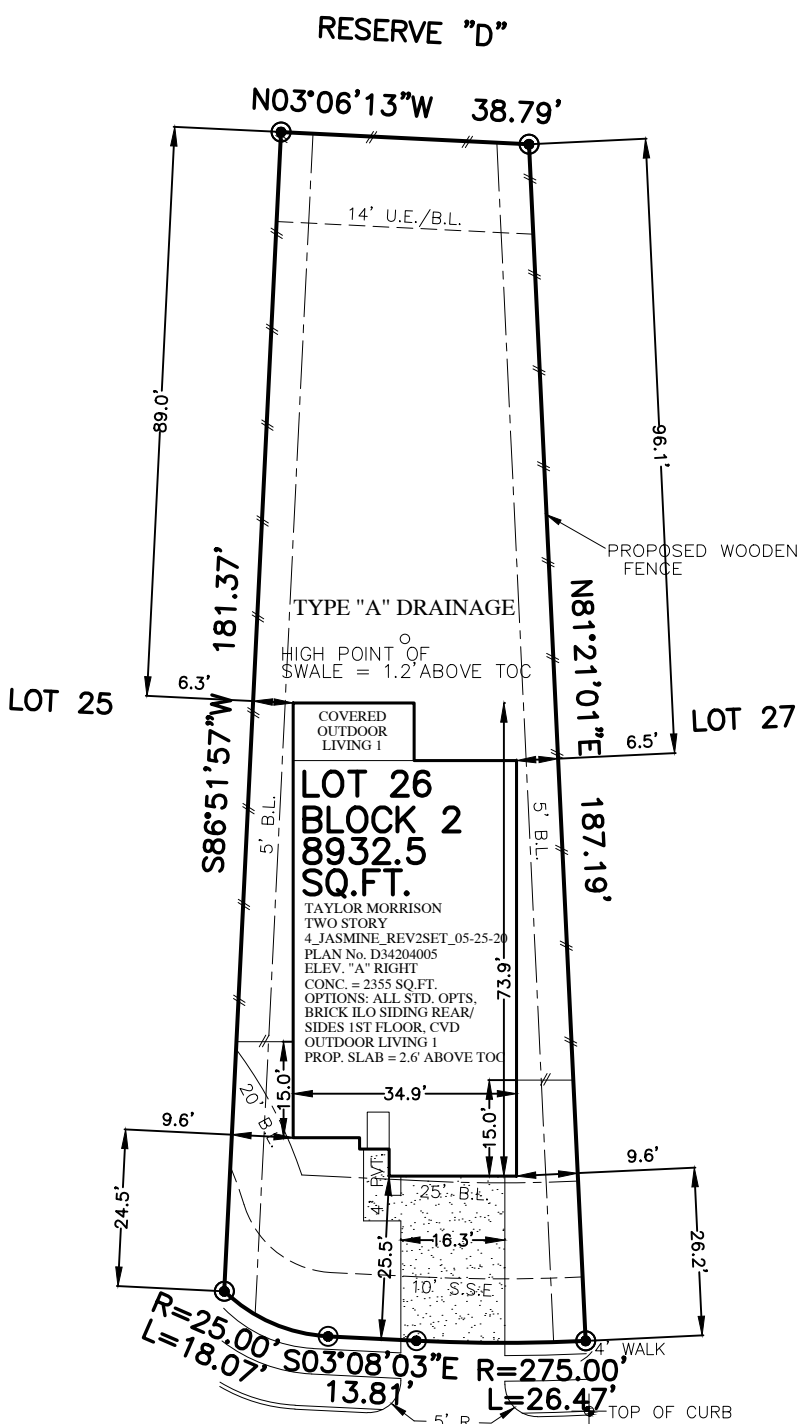 RESERVE "D"
N03°06'13"W 38.79'
14' U.E./B.L.
89.0'
96.1'
PROPOSED WOODEN
FENCE
181.37'
S86°51'57"W
N81°21'01"E
187.19'
TYPE "A" DRAINAGE
HIGH POINT OF
SWALE = 1.2' ABOVE TOC
LOT 25
6.3'
6.5'
LOT 27
COVERED
OUTDOOR
LIVING 1
5' B.L.
5' B.L.
LOT 26
BLOCK 2
8932.5
SQ.FT.
TAYLOR MORRISON
TWO STORY
4_JASMINE_REV2SET_05-25-20
PLAN No. D34204005
ELEV. "A" RIGHT
CONC. = 2355 SQ.FT.
OPTIONS: ALL STD. OPTS,
BRICK ILO SIDING REAR/
SIDES 1ST FLOOR, CVD
OUTDOOR LIVING 1
PROP. SLAB = 2.6' ABOVE TOC
73.9'
20' B.L.
15.0'
34.9'
15.0'
9.6'
9.6'
24.5'
4' PVT.
25' B.L.
25.5'
16.3'
26.2'
10' S.S.E
R=25.00'
L=18.07'
S03°08'03"E
13.81'
R=275.00'
L=26.47'
4' WALK
5' R
TOP OF CURB